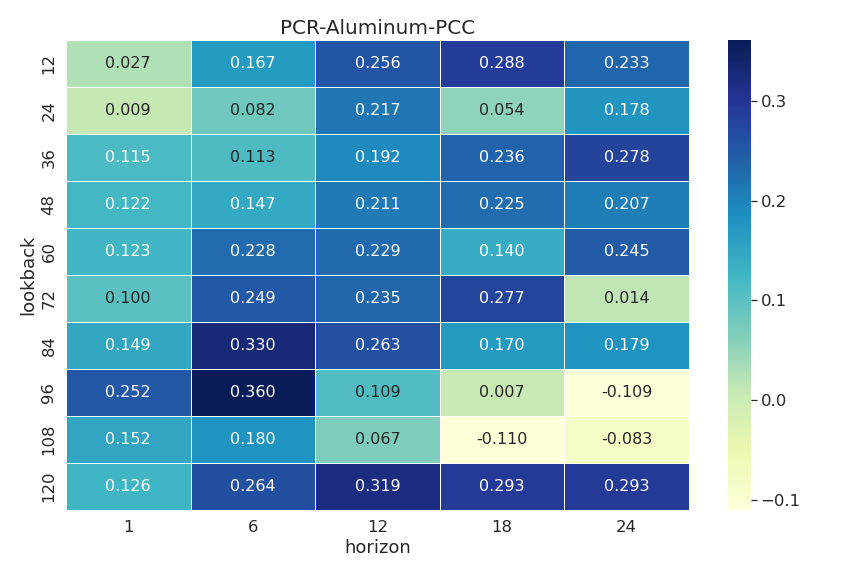 PCR-Aluminum-PCC
12 0.027 0.167 0.256 0.288 0.233
24 0.009 0.082 0.217 0.054 0.178
36 0.115 0.113 0.192 0.236 0.278
48 0.122 0.147 0.211 0.225 0.207
60 0.123 0.228 0.229 0.140 0.245
72 0.100 0.249 0.235 0.277 0.014
84 0.149 0.330 0.263 0.170 0.179
96 0.252 0.360 0.109 0.007 -0.109
108 0.152 0.180 0.067 -0.110 -0.083
120 0.126 0.264 0.319 0.293 0.293
1 6 12 18 24
horizon
lookback
0.3
0.2
0.1
0.0
−0.1